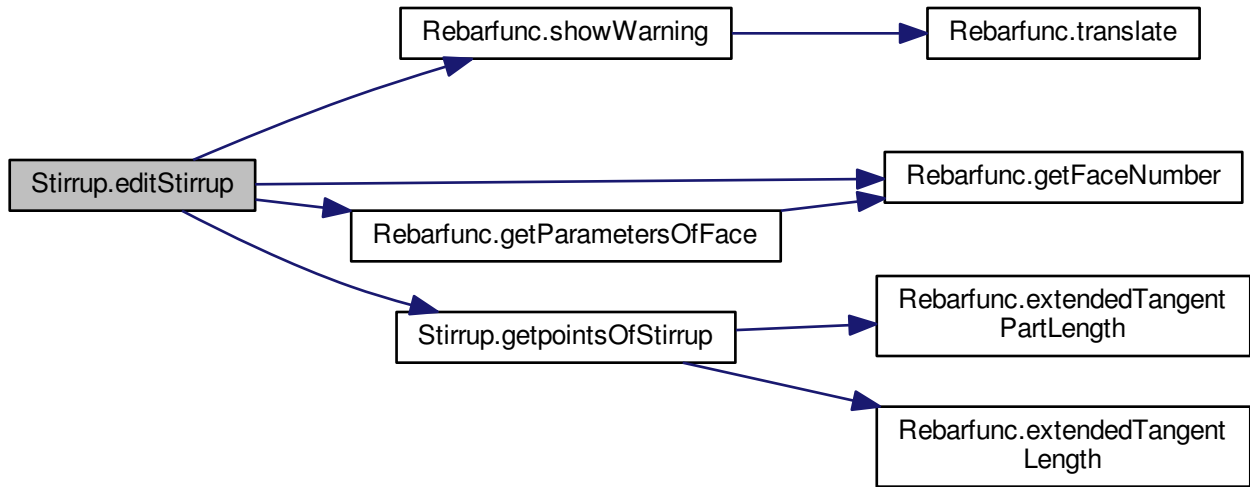 Rebarfunc.showWarning
Rebarfunc.translate
Stirrup.editStirrup
Rebarfunc.getFaceNumber
Rebarfunc.getParametersOfFace
Rebarfunc.extendedTangent
PartLength
Stirrup.getpointsOfStirrup
Rebarfunc.extendedTangent
Length